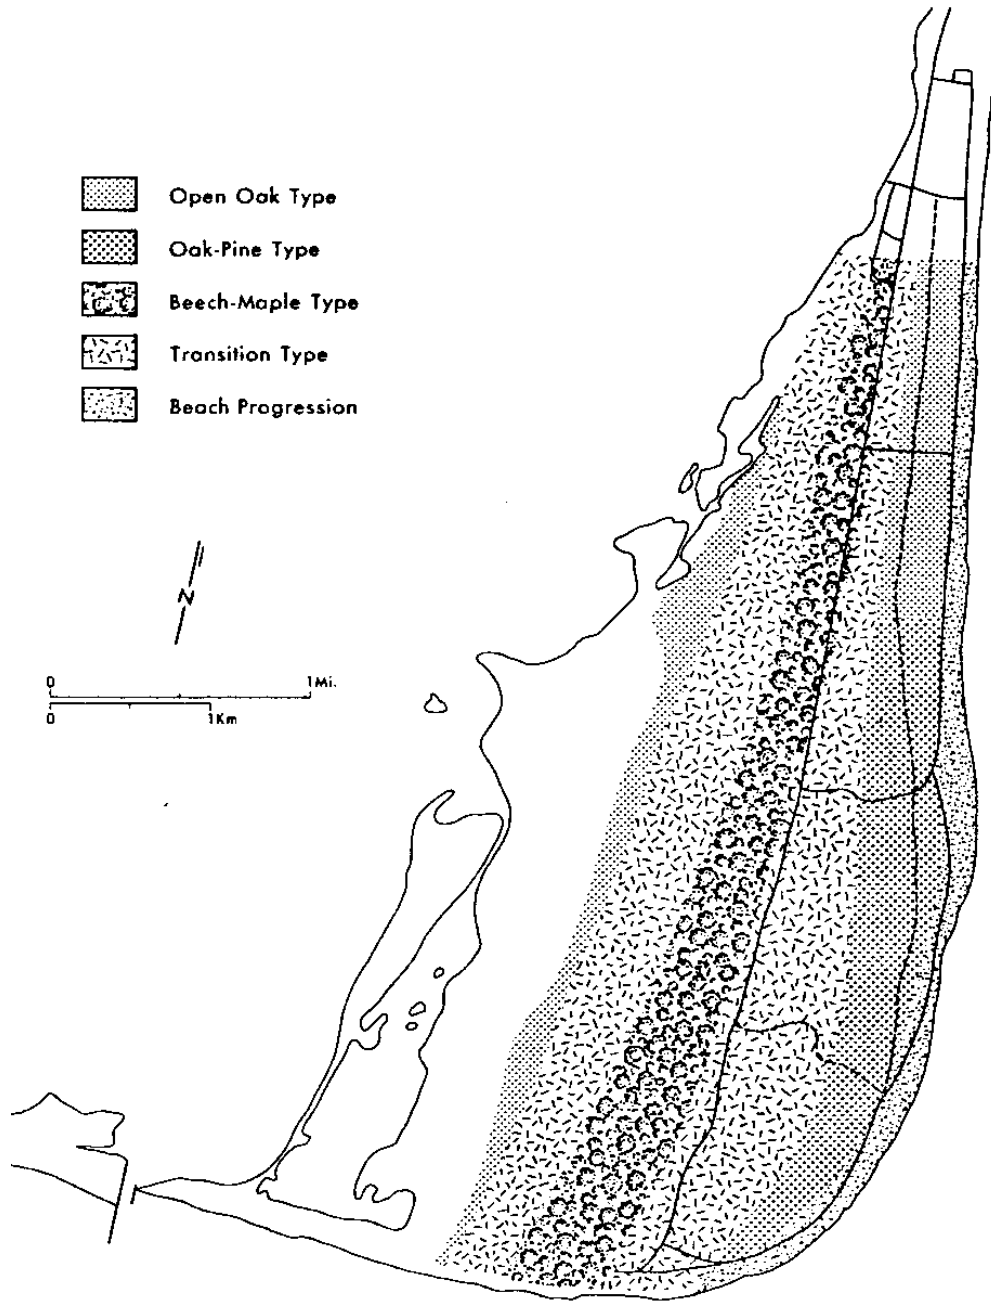 Open Oak Type
Oak-Pine Type
Beech-Maple Type
Transition Type
Beach Progression
N
0 1Mi.
0 1Km